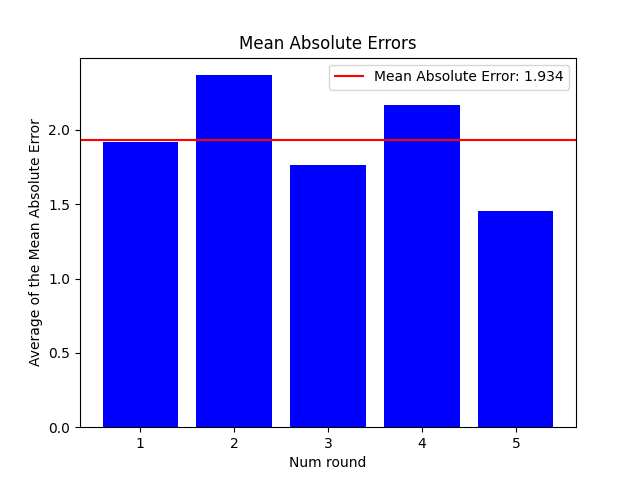 Mean Absolute Errors
Mean Absolute Error: 1.934
Average of the Mean Absolute Error
2.0
1.5
1.0
0.5
0.0
1 2 3 4 5
Num round